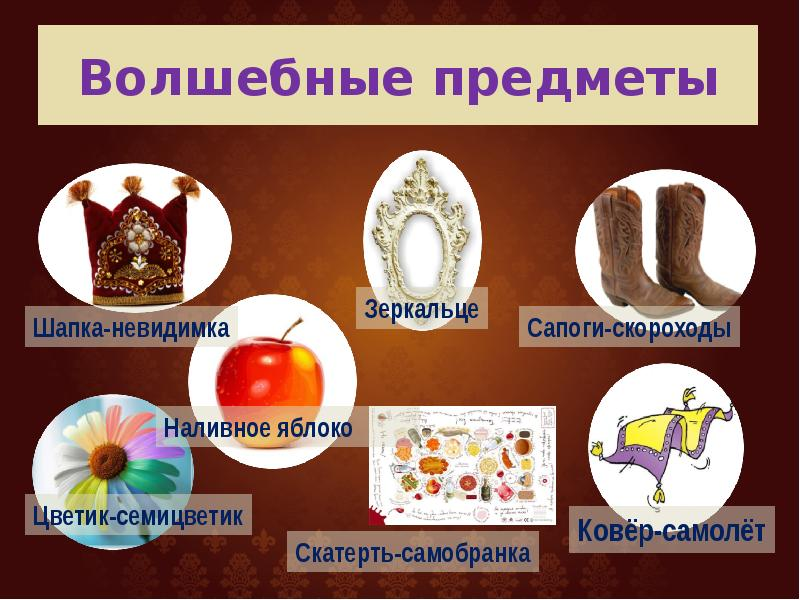 Волшебные предметы
Зеркальце
Шапка-невидимка
Сапоги-скороходы
Наливное яблоко
Цветик-семицветик
Ковёр-самолёт
Скатерть-самобранка